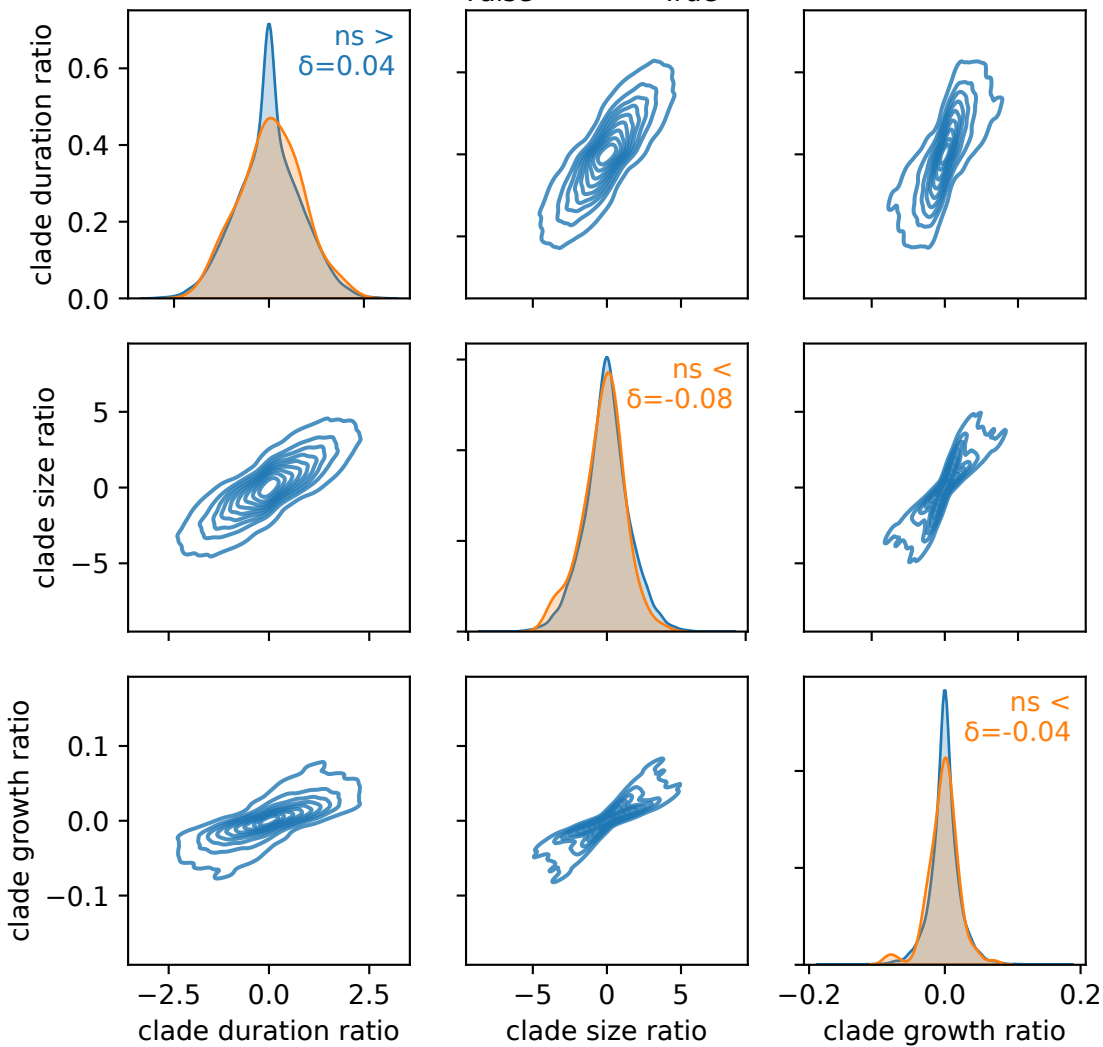 clade duration ratio
0.6
0.4
0.2
0.0
ns >
δ=0.04
clade size ratio
5
0
−5
ns <
δ=-0.08
−5 0 5
clade growth ratio
0.1
0.0
−0.1
ns <
δ=-0.04
−2.5 0.0 2.5
−5 0 5
−0.2 0.0 0.2
clade duration ratio
clade size ratio
clade growth ratio